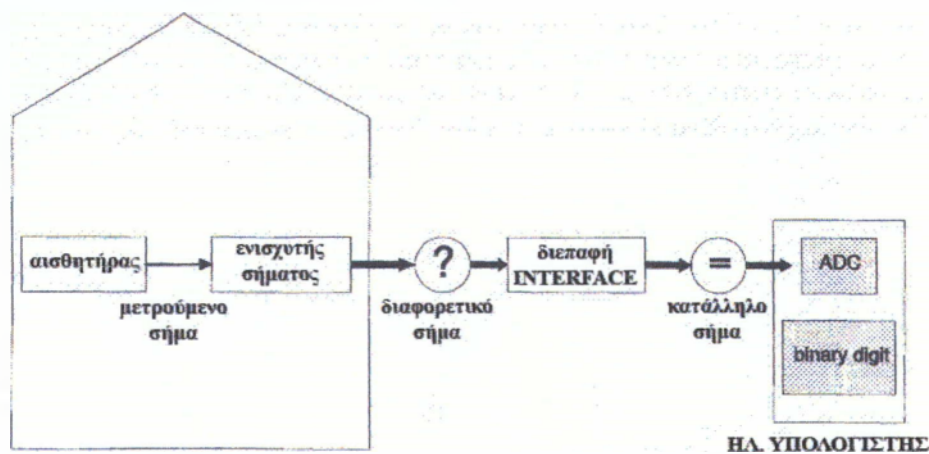 αισθητήρας
ενισχυτής
σήματος
?
διεπαφή
INTERFACE
=
ADC
μετρούμενο
σήμα
διαφορετικό
σήμα
κατάλληλο
σήμα
binary digit
ΗΛ. ΥΠΟΛΟΓΙΣΤΗΣ